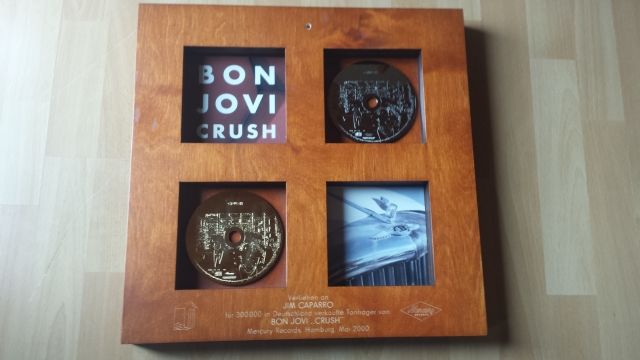 BON
JOVI
CRUSH
Verliehen an
JIM CAPARRO
für 300000 in Deutschland verkaufte Tonträger von
BON JOVI „CRUSH“
Mercury Records, Hamburg, Mai 2000